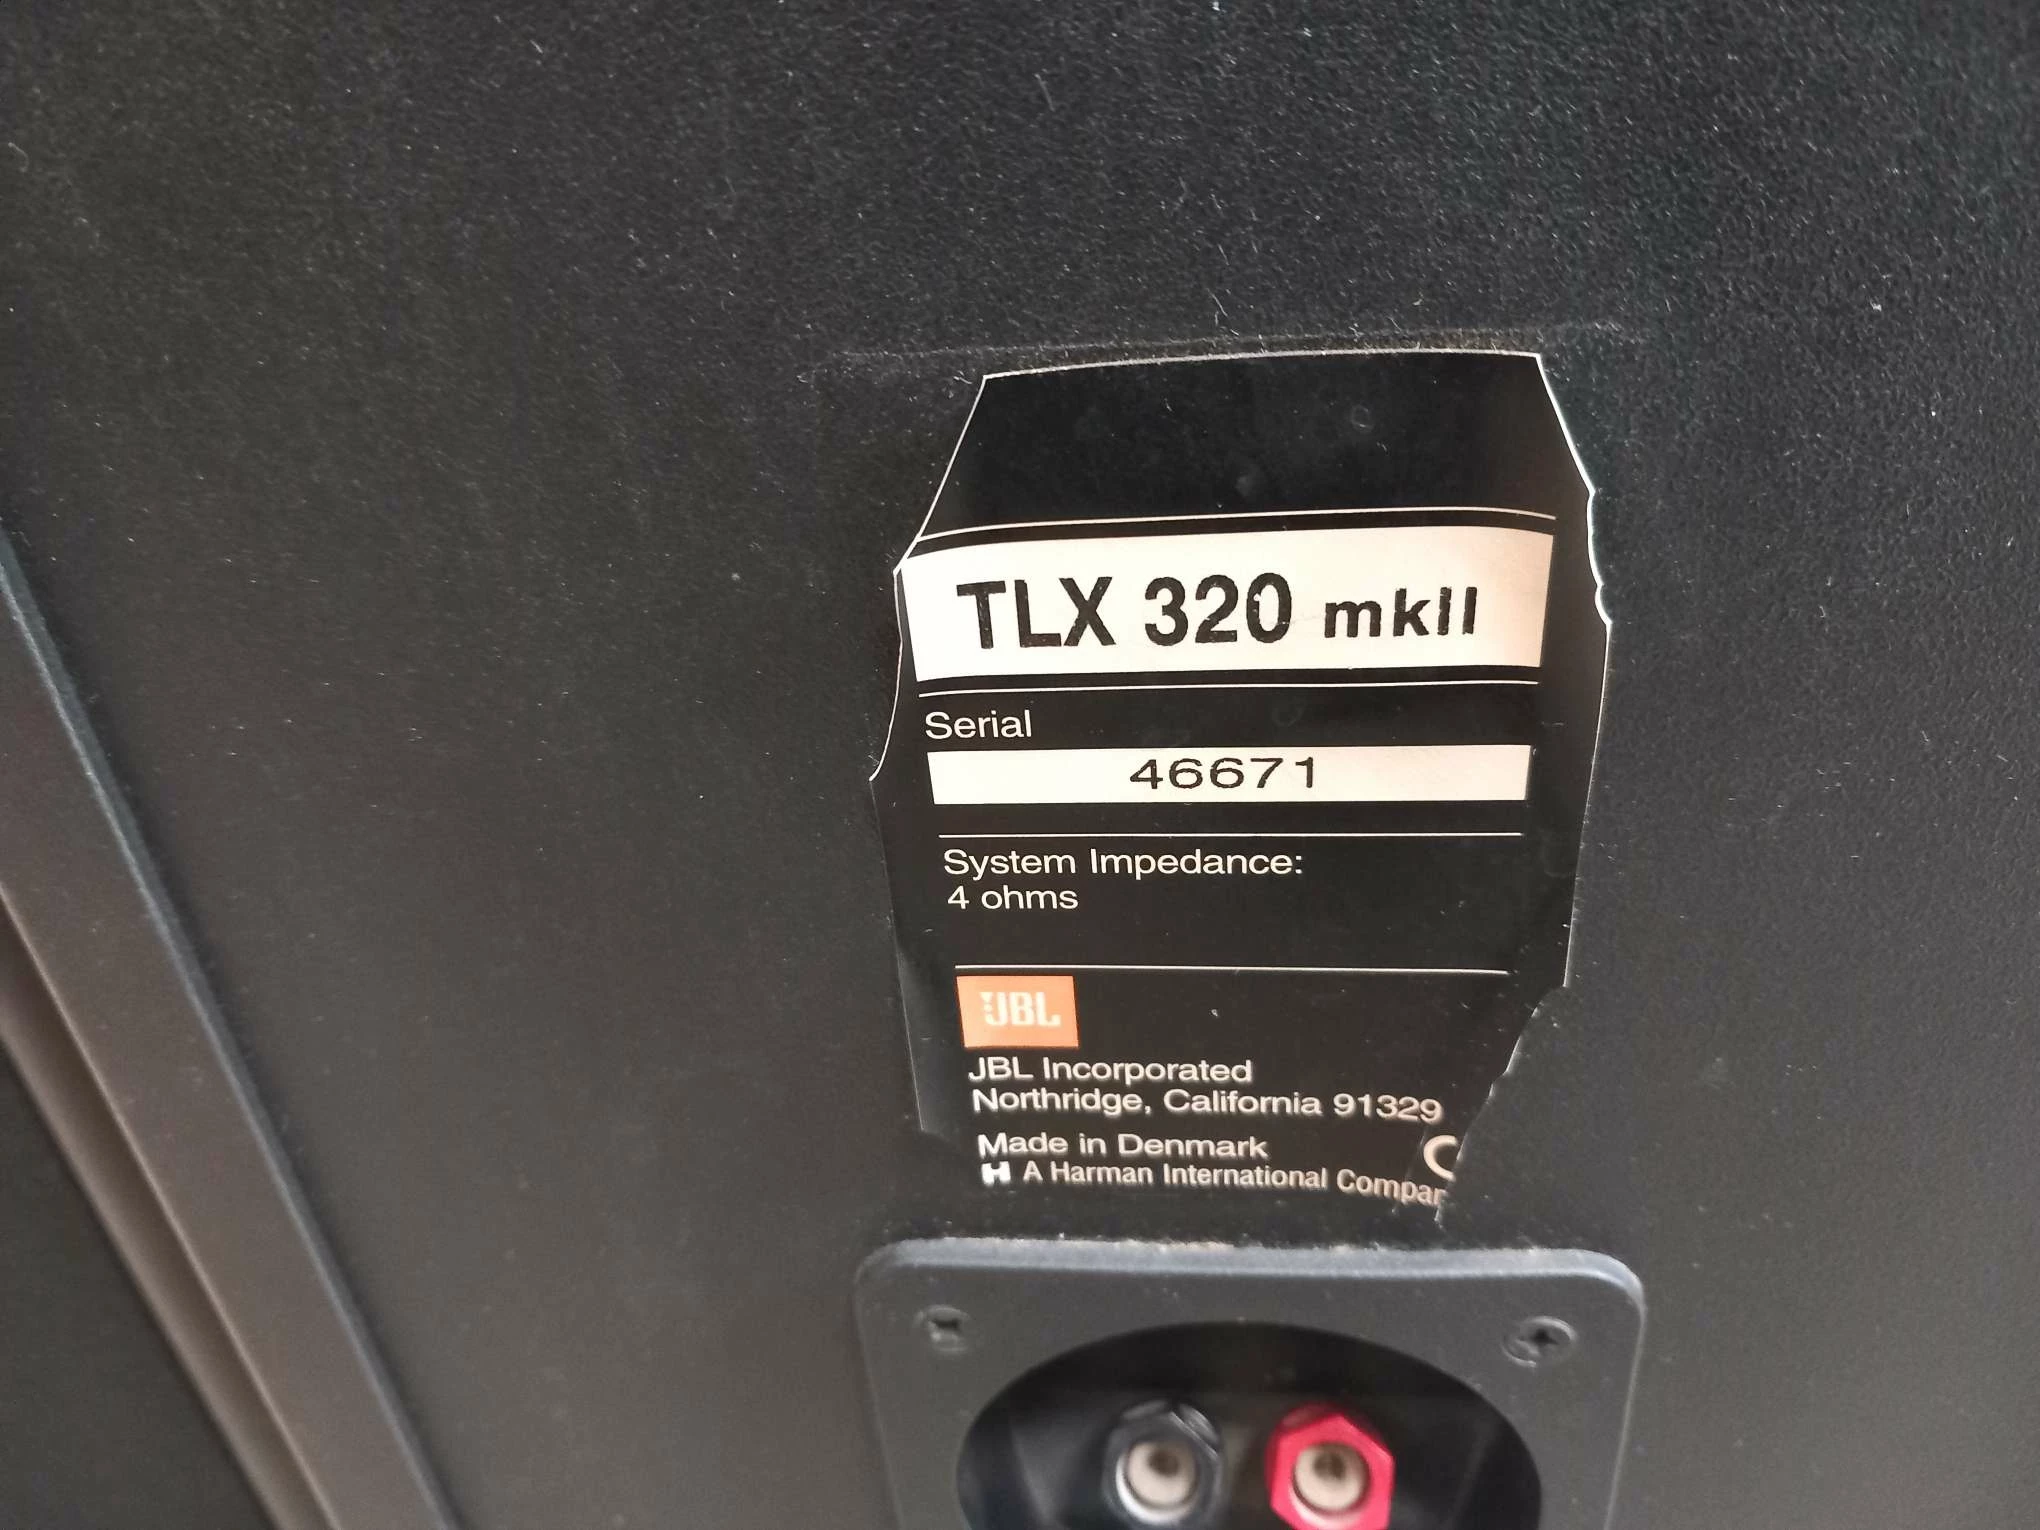 TLX 320 mkII
Serial
46671
System Impedance:
4 ohms
JBL
JBL Incorporated
Northridge, California 91329
Made in Denmark
A Harman International Compan